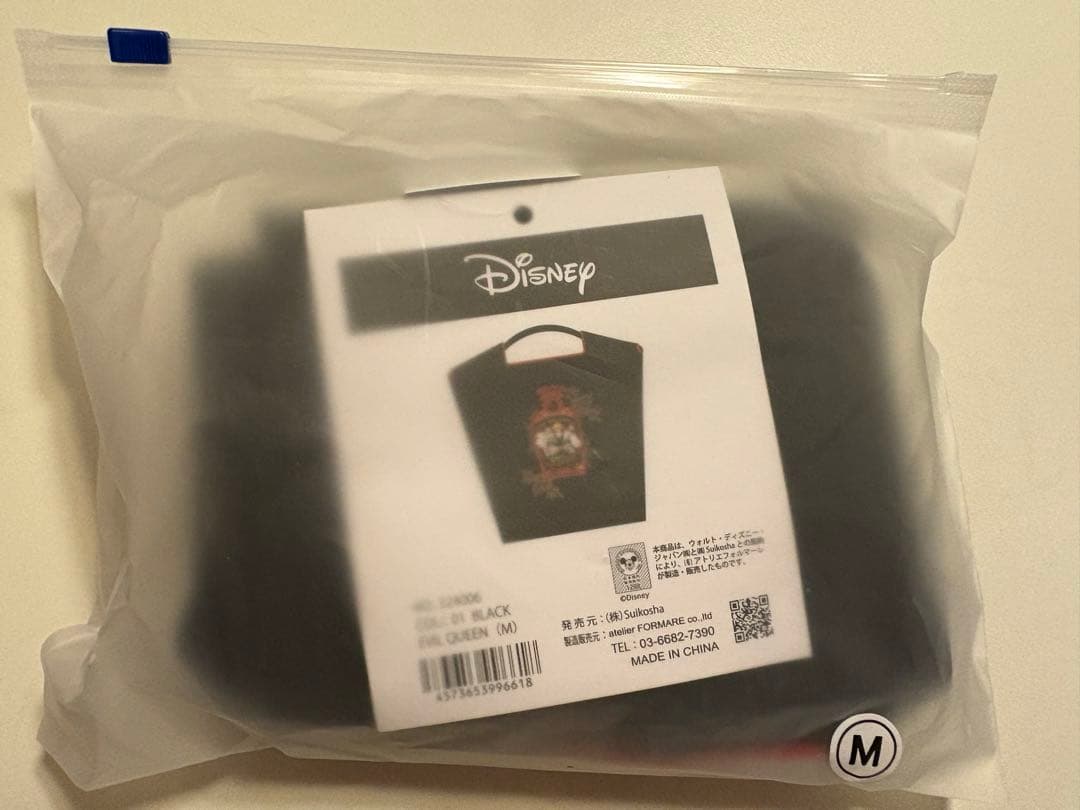 Disney
本商品は、ウォルト・ディズニー・
ジャパン㈱と㈱Suikosha との契約
により、㈲アトリエフォルマーレ
が製造・販売したものです。
©Disney
01 BLACK
EVIL QUEEN (M)
4573653996618
発売元:(株)Suikosha
製造販売元:atelier FORMARE co.,ltd
TEL:03-6682-7390
MADE IN CHINA
M